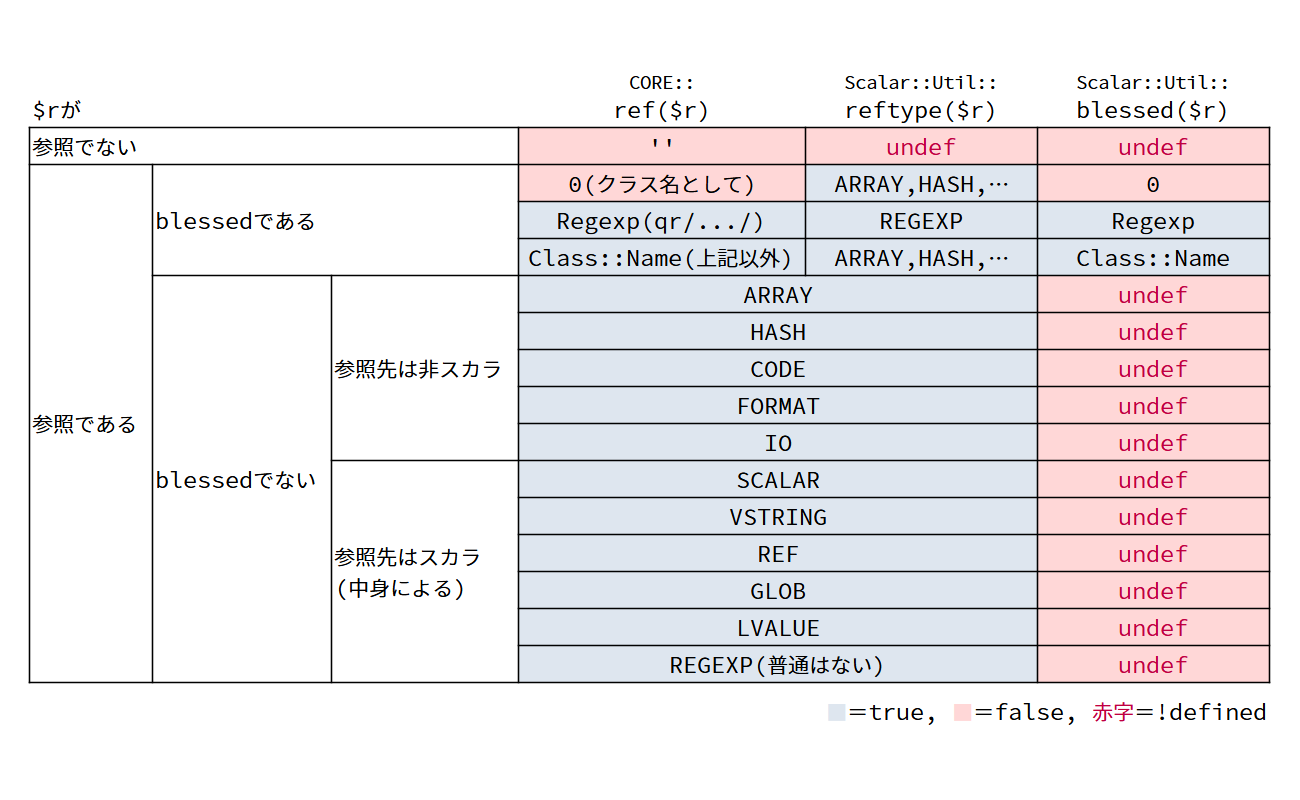 CORE:: Scalar::Util:: Scalar::Util::
$rが ref($r) reftype($r) blessed($r)
参照でない '' undef undef
参照である blessedである 0(クラス名として) ARRAY,HASH,… 0
Regexp(qr/.../) REGEXP Regexp
Class::Name(上記以外) ARRAY,HASH,… Class::Name
blessedでない 参照先は非スカラ ARRAY undef
HASH undef
CODE undef
FORMAT undef
IO undef
参照先はスカラ
(中身による) SCALAR undef
VSTRING undef
REF undef
GLOB undef
LVALUE undef
REGEXP(普通はない) undef
=true, =false, 赤字=!defined